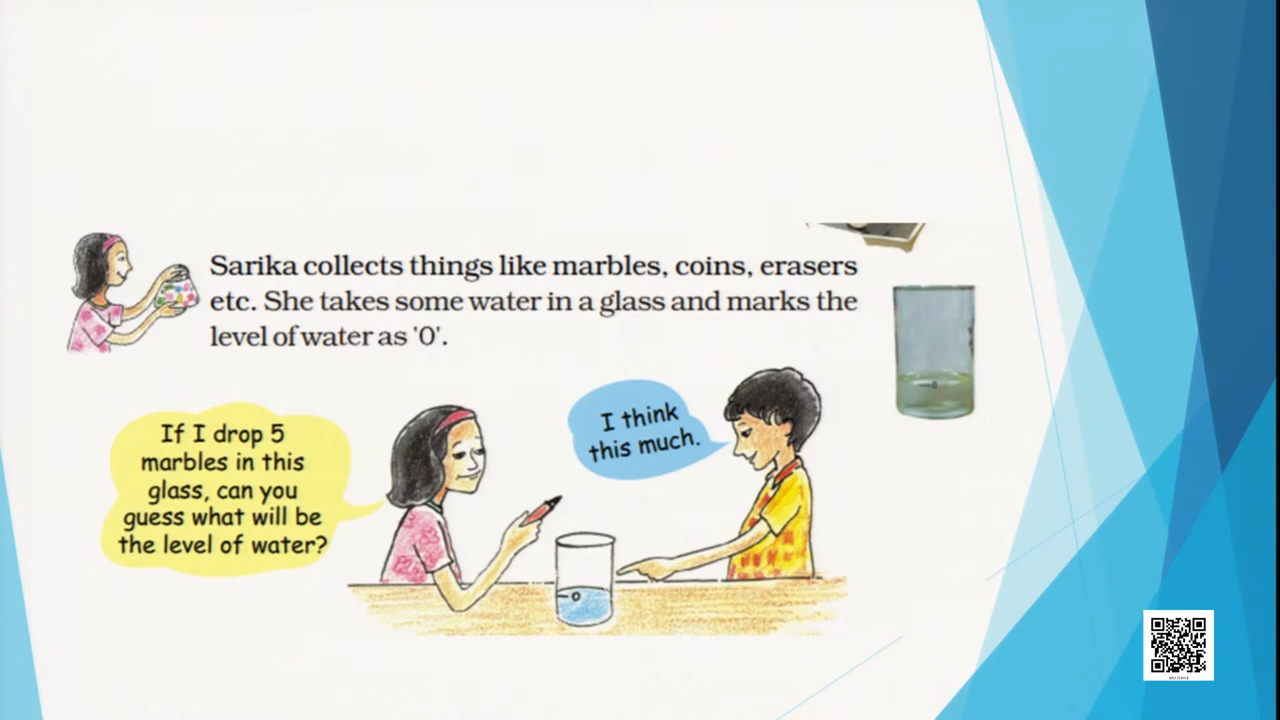 Sarika collects things like marbles, coins, erasers
etc. She takes some water in a glass and marks the
level of water as '0'.
If I drop 5
marbles in this
glass, can you
guess what will be
the level of water?
I think
this much.
0
0